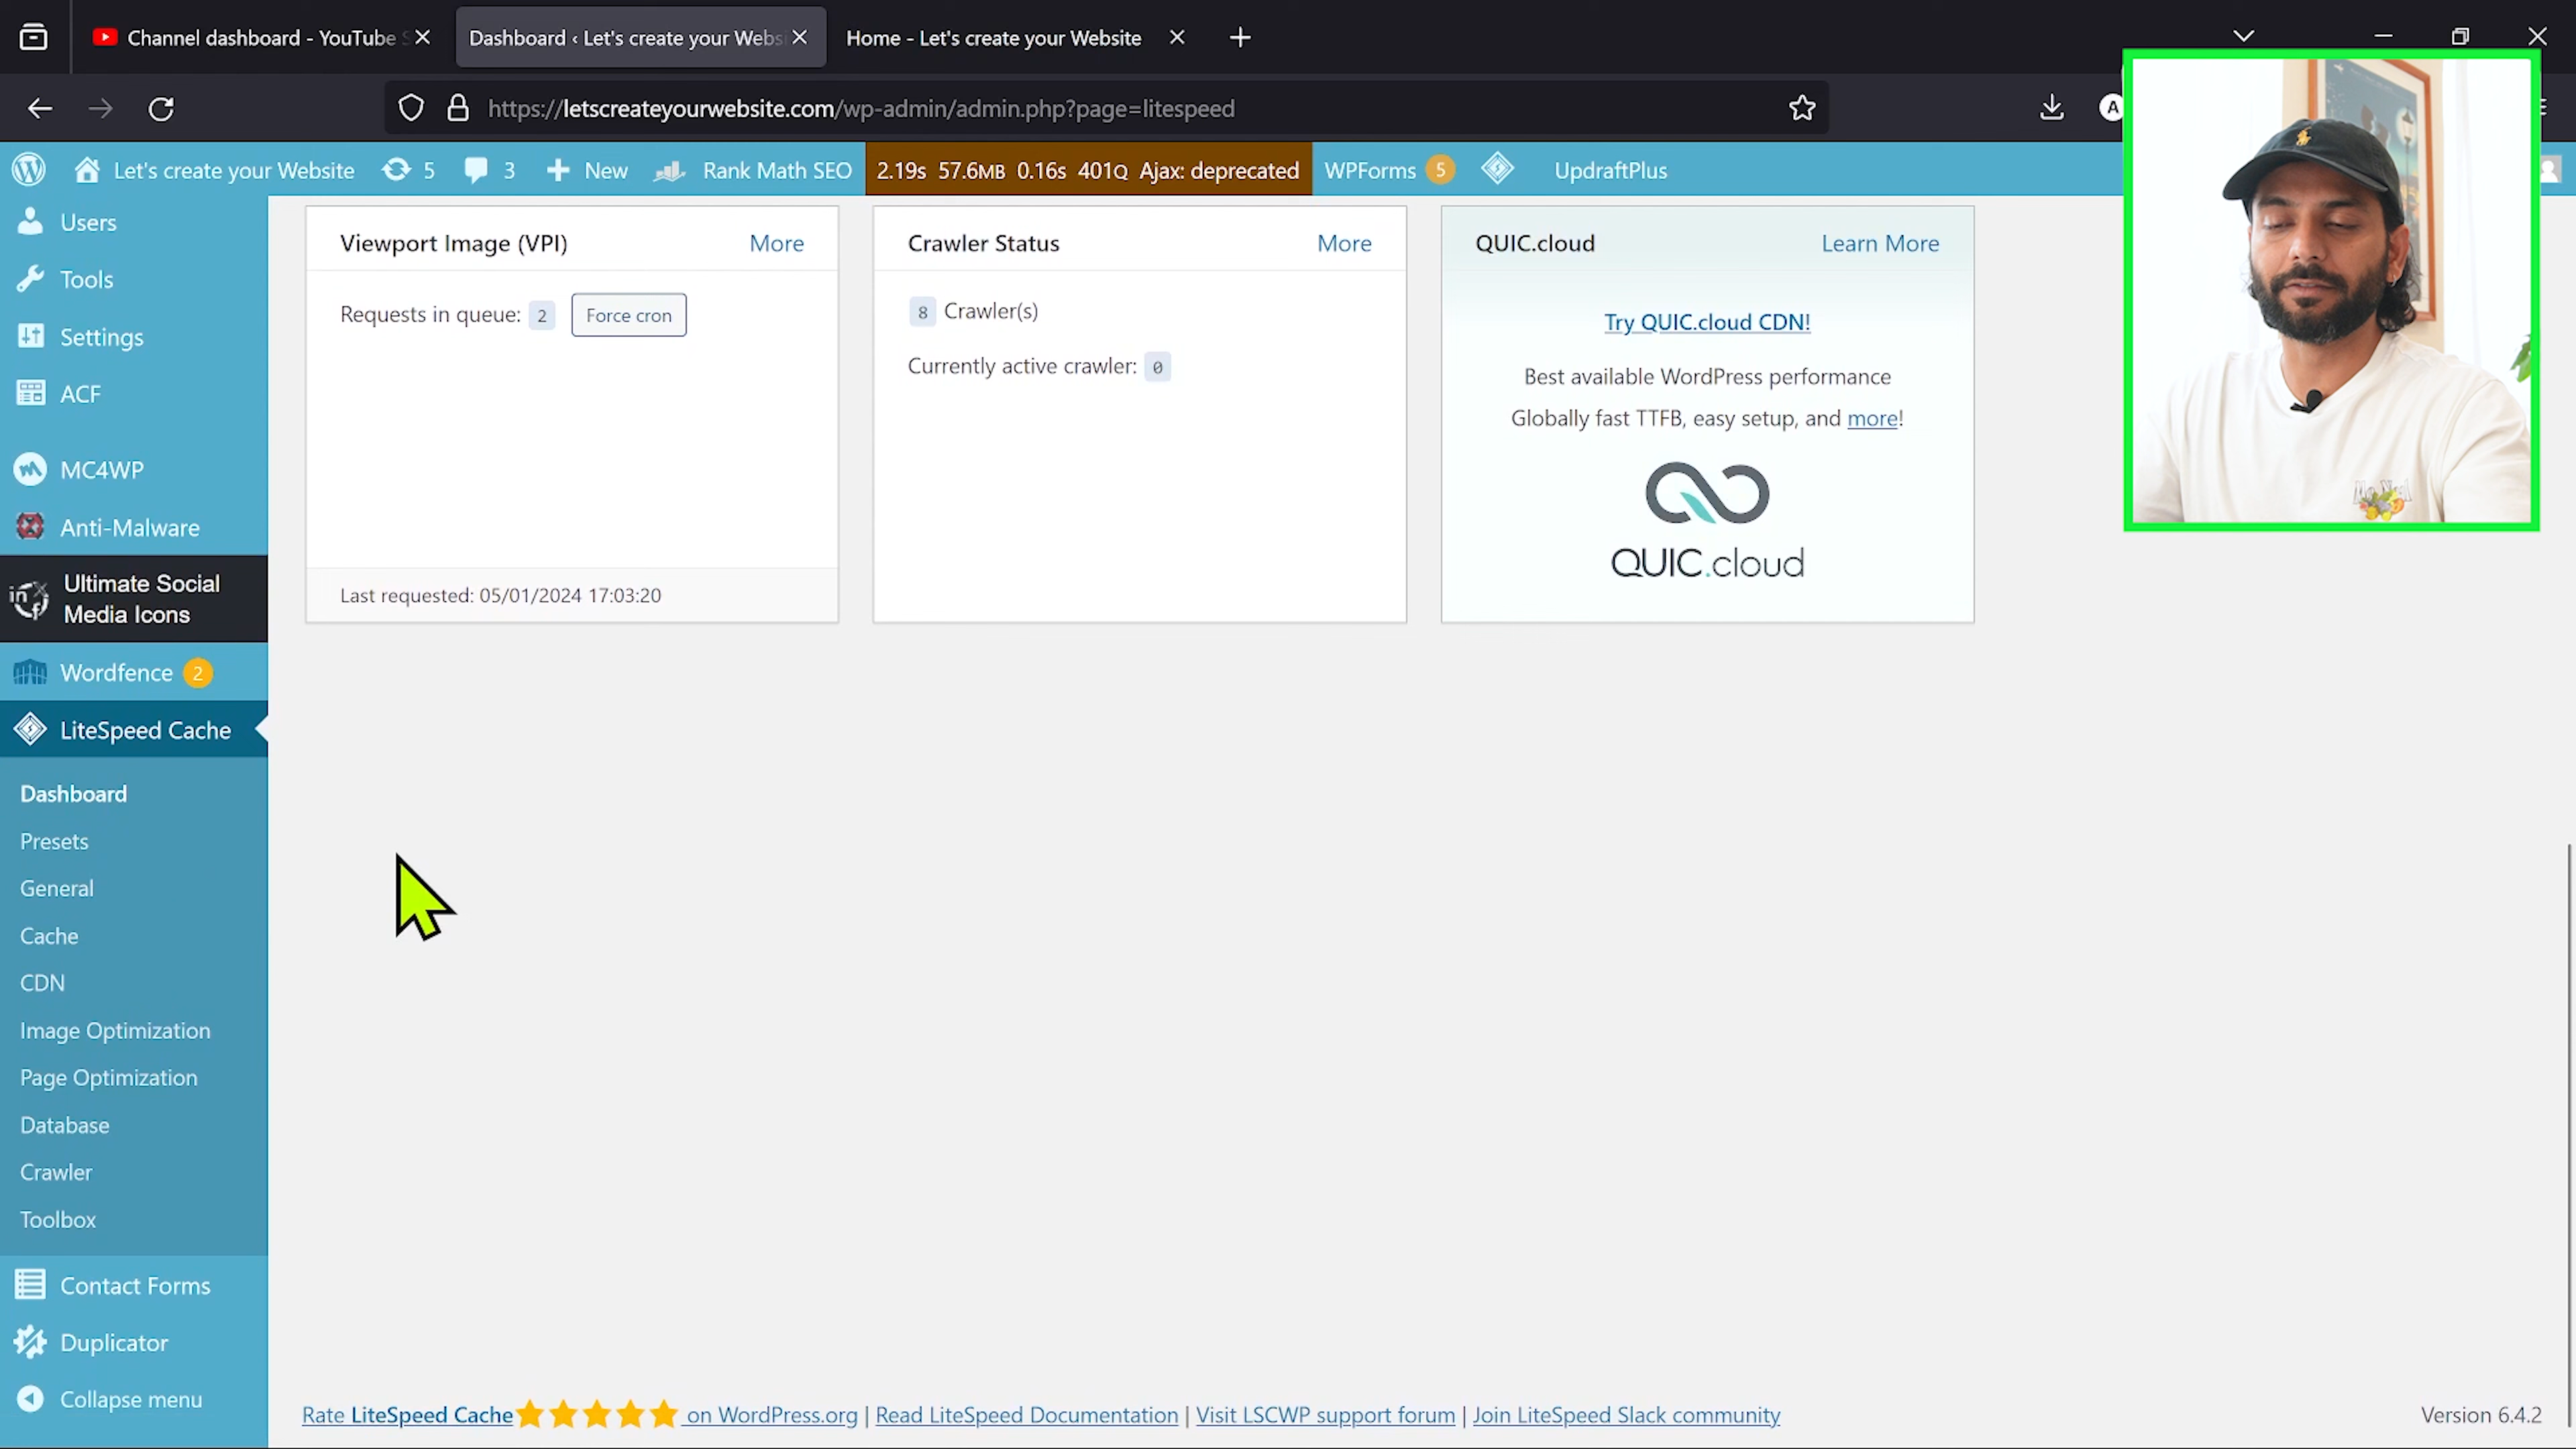 Channel dashboard - YouTube S
Dashboard ‹ Let's create your Websi
Home - Let's create your Website
https://letscreateyourwebsite.com/wp-admin/admin.php?page=litespeed
A
Let's create your Website
5
3
New
Rank Math SEO
2.19s 57.6MB 0.16s 401Q Ajax: deprecated
WPForms 5
UpdraftPlus
Users
Tools
Settings
ACF
MC4WP
Anti-Malware
Ultimate Social
Media Icons
Wordfence 2
LiteSpeed Cache
Dashboard
Presets
General
Cache
CDN
Image Optimization
Page Optimization
Database
Crawler
Toolbox
Contact Forms
Duplicator
Collapse menu
Viewport Image (VPI)
More
Requests in queue: 2
Force cron
Last requested: 05/01/2024 17:03:20
Crawler Status
More
8 Crawler(s)
Currently active crawler: 0
QUIC.cloud
Learn More
Try QUIC.cloud CDN!
Best available WordPress performance
Globally fast TTFB, easy setup, and more!
QUIC.cloud
Rate LiteSpeed Cache on WordPress.org | Read LiteSpeed Documentation | Visit LSCWP support forum | Join LiteSpeed Slack community
Version 6.4.2